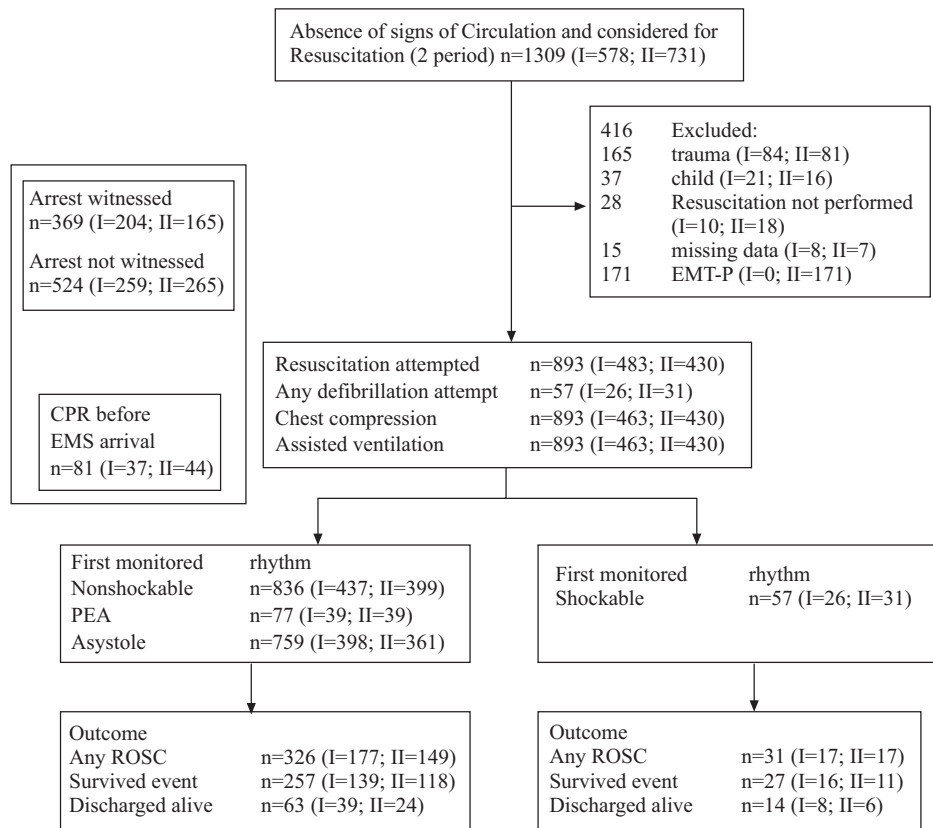 Absence of signs of Circulation and considered for
Resuscitation (2 period) n=1309 (I=578; II=731)
416 Excluded:
165 trauma (I=84; II=81)
37 child (I=21; II=16)
28 Resuscitation not performed
(I=10; II=18)
15 missing data (I=8; II=7)
171 EMT-P (I=0; II=171)
Arrest witnessed
n=369 (I=204; II=165)
Arrest not witnessed
n=524 (I=259; II=265)
CPR before
EMS arrival
n=81 (I=37; II=44)
Resuscitation attempted n=893 (I=483; II=430)
Any defibrillation attempt n=57 (I=26; II=31)
Chest compression n=893 (I=463; II=430)
Assisted ventilation n=893 (I=463; II=430)
First monitored rhythm
Nonshockable n=836 (I=437; II=399)
PEA n=77 (I=39; II=39)
Asystole n=759 (I=398; II=361)
First monitored rhythm
Shockable n=57 (I=26; II=31)
Outcome
Any ROSC n=326 (I=177; II=149)
Survived event n=257 (I=139; II=118)
Discharged alive n=63 (I=39; II=24)
Outcome
Any ROSC n=31 (I=17; II=17)
Survived event n=27 (I=16; II=11)
Discharged alive n=14 (I=8; II=6)